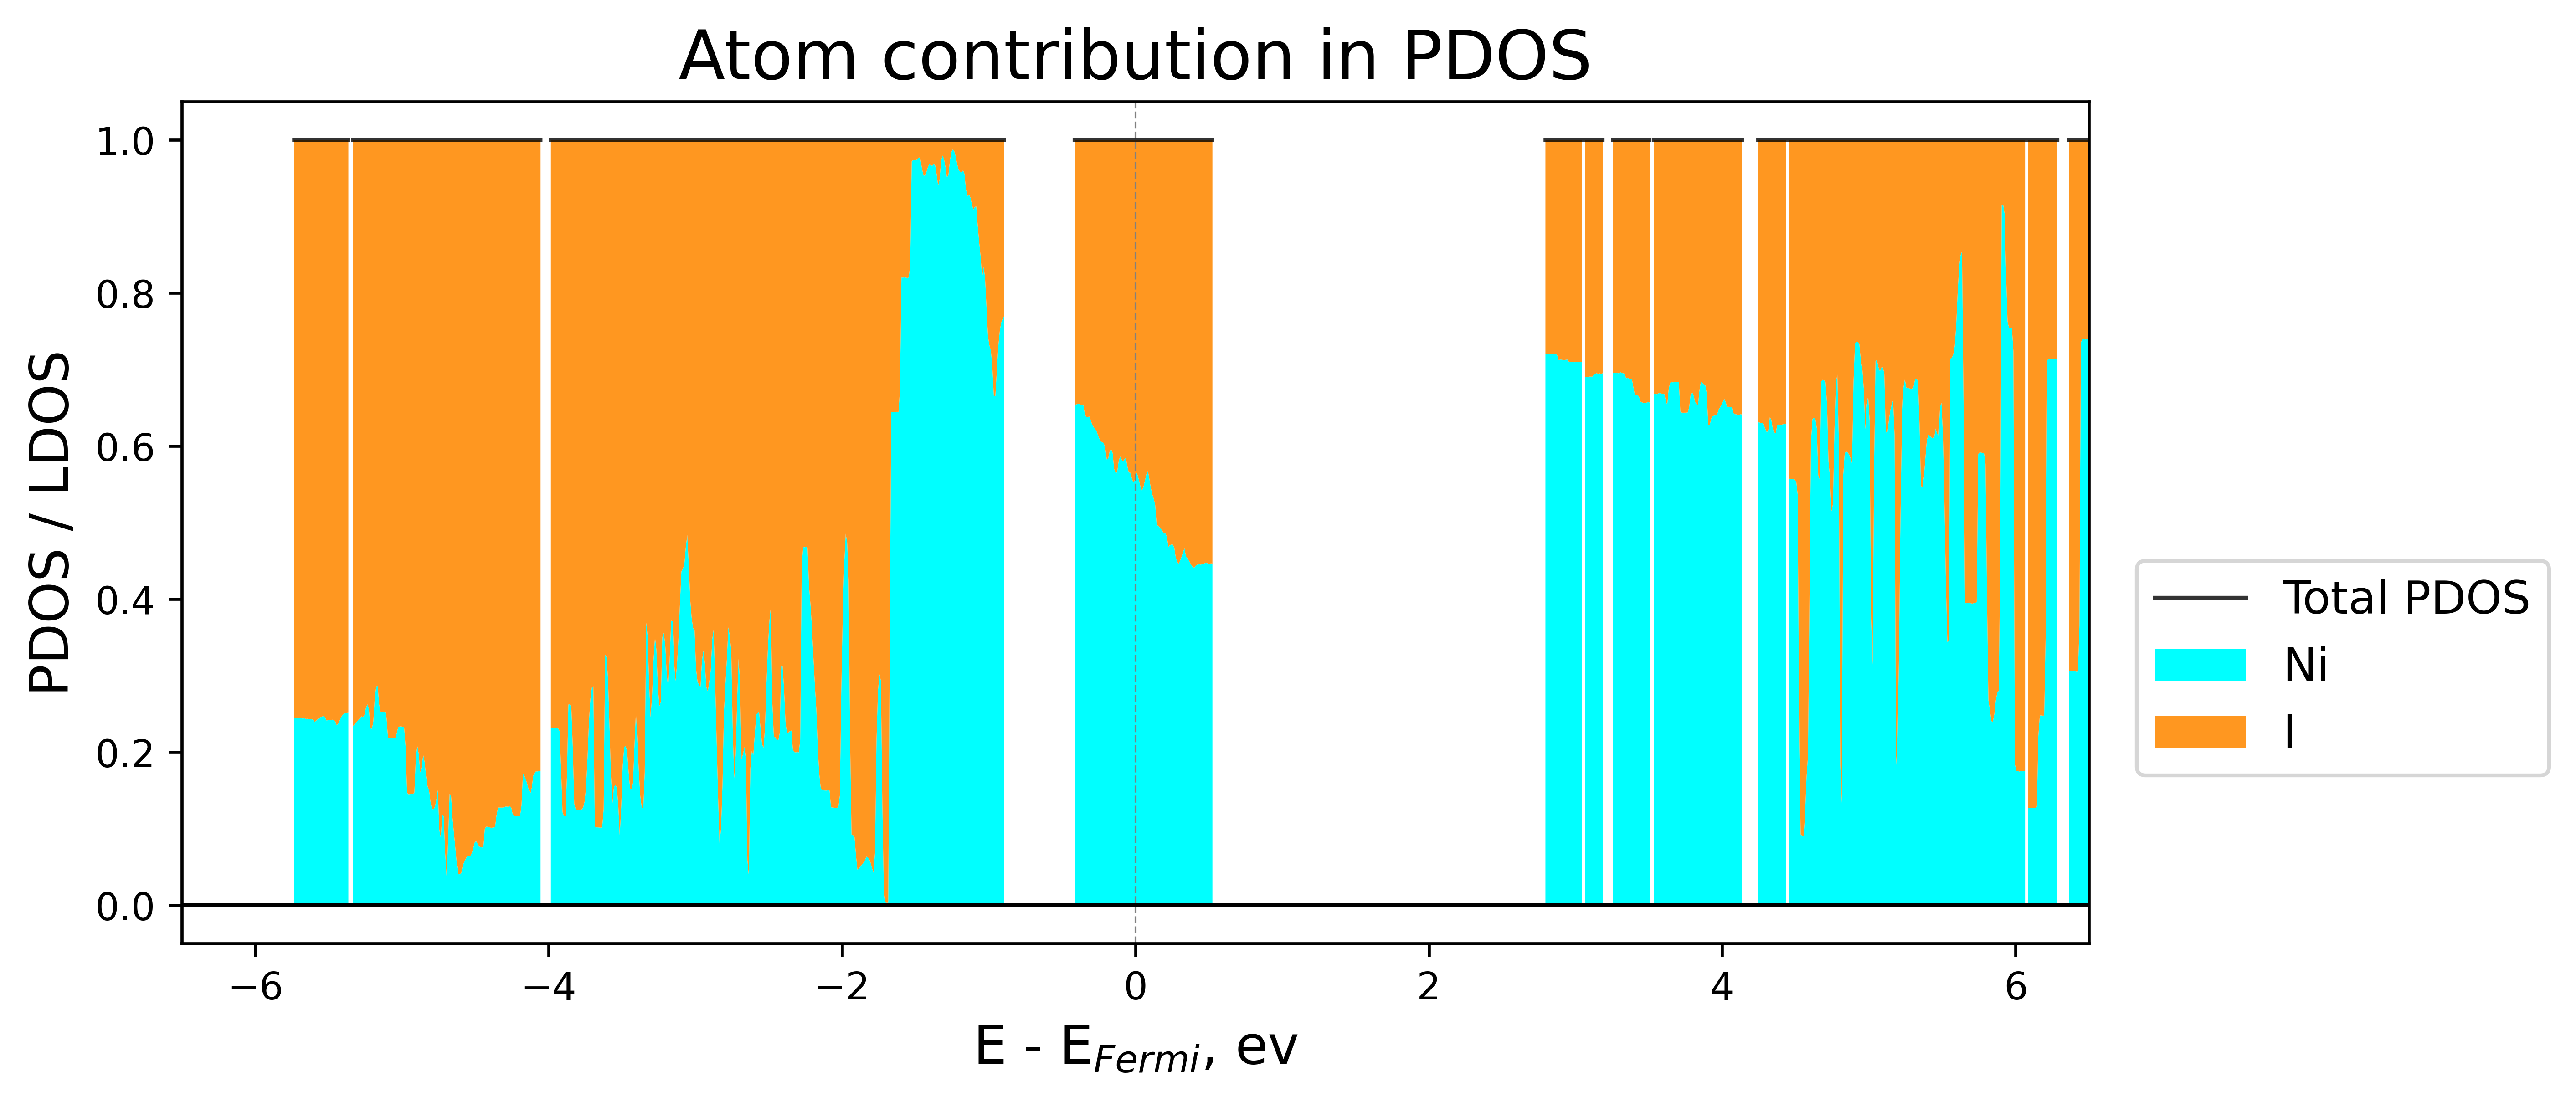 Atom contribution in PDOS
PDOS / LDOS
1.0
0.8
0.6
0.4
0.2
0.0
−6
−4
−2
0
2
4
6
E - E_Fermi, ev
Total PDOS
Ni
I